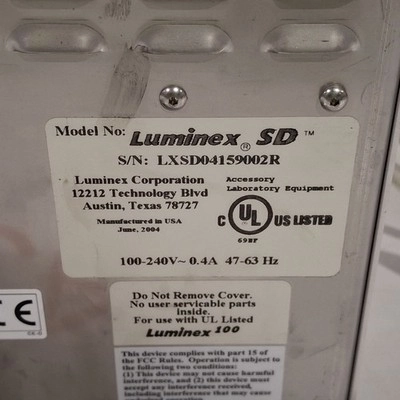 Model No: Luminex® SD™
S/N: LXSD04159002R
Luminex Corporation
12212 Technology Blvd
Austin, Texas 78727
Manufactured in USA
June, 2004
Accessory
Laboratory Equipment
C UL® US LISTED
69HF
100-240V~ 0.4A 47-63 Hz
CE
Do Not Remove Cover.
No user servicable parts
inside.
For use with UL Listed
Luminex 100
This device complies with part 15 of
the FCC Rules. Operation is subject to
the following two conditions:
(1) This device may not cause harmful
interference, and (2) this device must
accept any interference received,
including interference that may cause